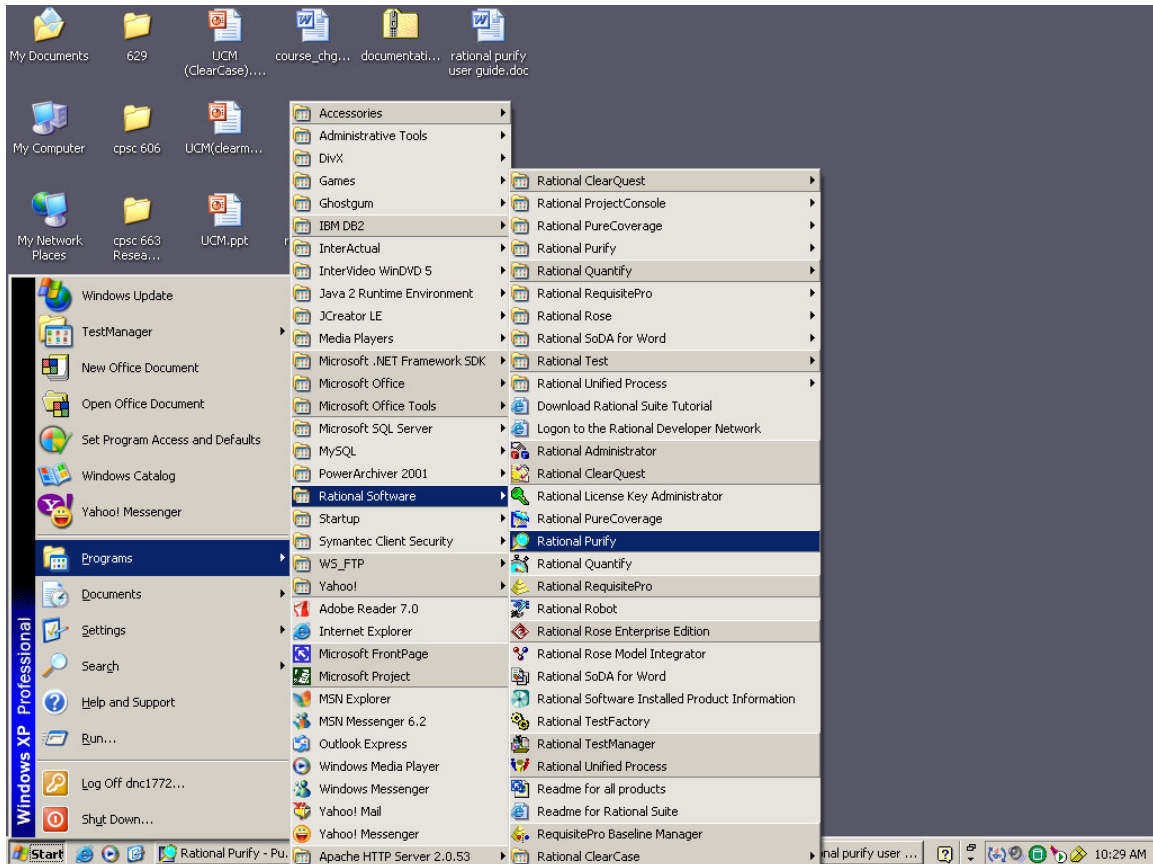 My Documents
629
UCM
(ClearCase)....
course_chg...
documentati...
rational purify
user guide.doc
My Computer
cpsc 606
UCM(clearm...
My Network
Places
cpsc 663
Resea...
UCM.ppt
Windows XP Professional
Windows Update
TestManager
New Office Document
Open Office Document
Set Program Access and Defaults
Windows Catalog
Yahoo! Messenger
Programs
Documents
Settings
Search
Help and Support
Run...
Log Off dnc1772...
Shut Down...
Accessories
Administrative Tools
DivX
Games
Ghostgum
IBM DB2
InterActual
InterVideo WinDVD 5
Java 2 Runtime Environment
JCreator LE
Media Players
Microsoft .NET Framework SDK
Microsoft Office
Microsoft Office Tools
Microsoft SQL Server
MySQL
PowerArchiver 2001
Rational Software
Startup
Symantec Client Security
WS_FTP
Yahoo!
Adobe Reader 7.0
Internet Explorer
Microsoft FrontPage
Microsoft Project
MSN Explorer
MSN Messenger 6.2
Outlook Express
Windows Media Player
Windows Messenger
Yahoo! Mail
Yahoo! Messenger
Apache HTTP Server 2.0.53
Rational ClearQuest
Rational ProjectConsole
Rational PureCoverage
Rational Purify
Rational Quantify
Rational RequisitePro
Rational Rose
Rational SoDA for Word
Rational Test
Rational Unified Process
Download Rational Suite Tutorial
Logon to the Rational Developer Network
Rational Administrator
Rational ClearQuest
Rational License Key Administrator
Rational PureCoverage
Rational Purify
Rational Quantify
Rational RequisitePro
Rational Robot
Rational Rose Enterprise Edition
Rational Rose Model Integrator
Rational SoDA for Word
Rational Software Installed Product Information
Rational TestFactory
Rational TestManager
Rational Unified Process
Readme for all products
Readme for Rational Suite
RequisitePro Baseline Manager
Rational ClearCase
Start
Rational Purify - Pu.
nal purify user ...
10:29 AM